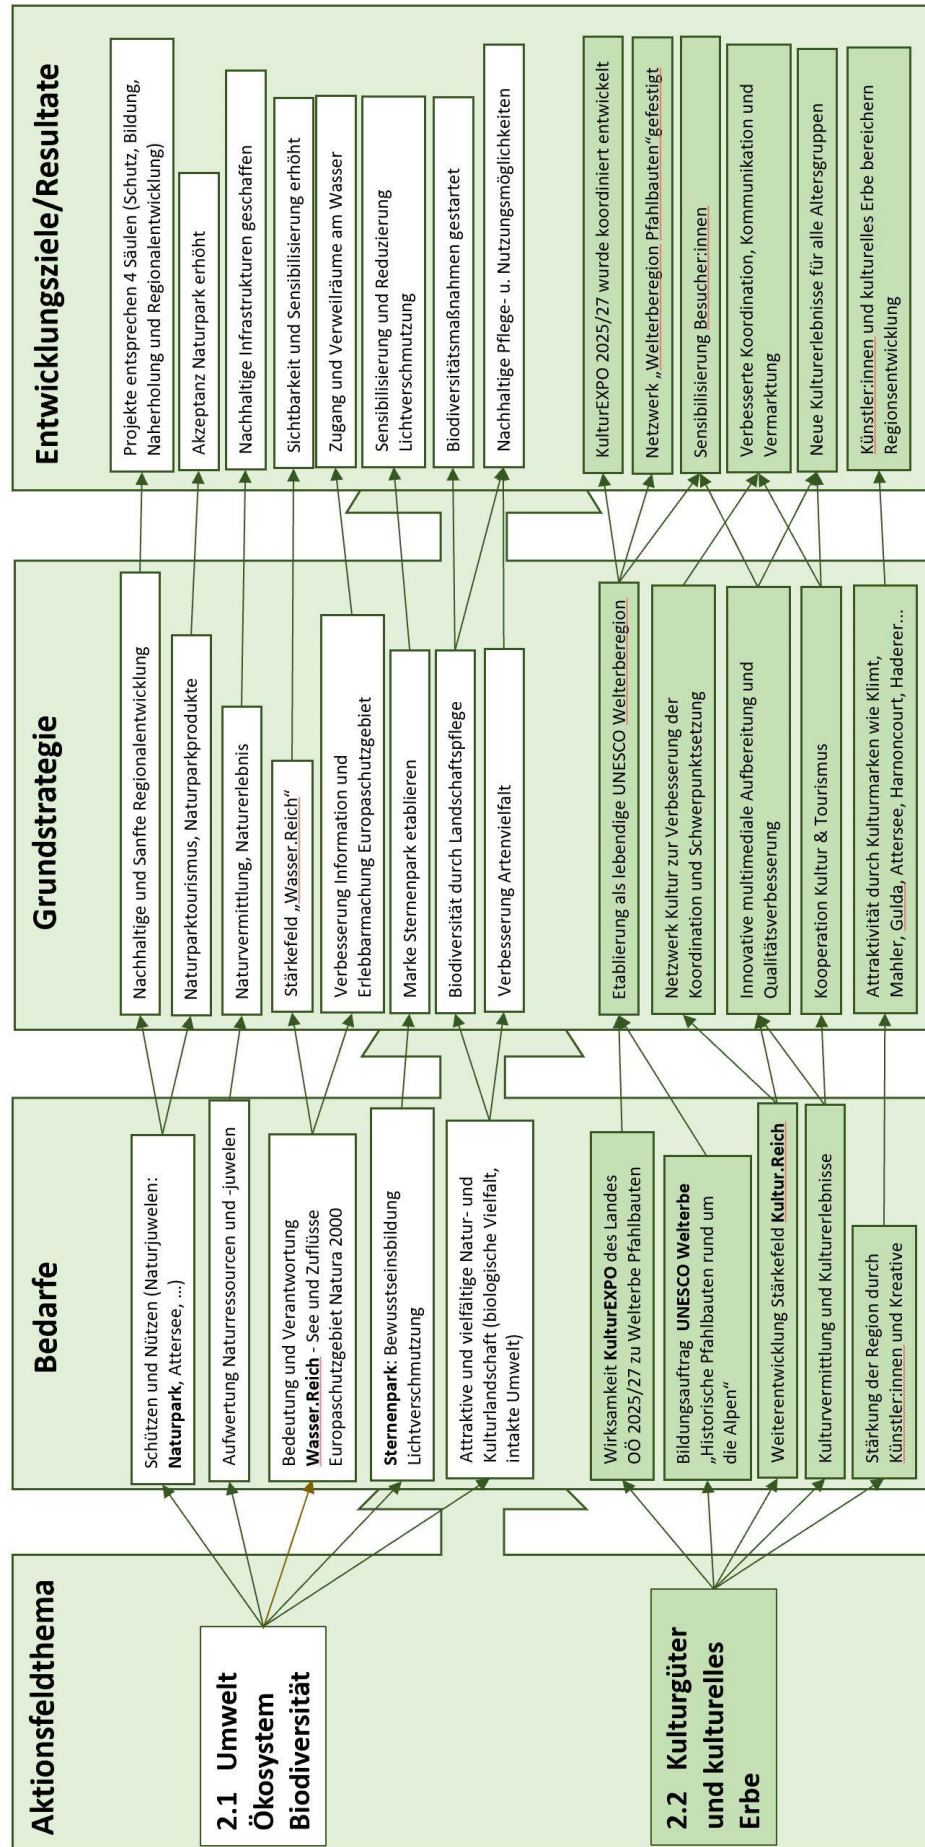 Aktionsfeldthema
2.1 Umwelt
Ökosystem
Biodiversität
2.2 Kulturgüter
und kulturelles
Erbe
Bedarfe
Schützen und Nützen (Naturjuwelen:
Naturpark, Attersee, ...)
Aufwertung Naturressourcen und -juwelen
Bedeutung und Verantwortung
Wasser.Reich - See und Zuflüsse
Europaschutzgebiet Natura 2000
Sternenpark: Bewusstseinsbildung
Lichtverschmutzung
Attraktive und vielfältige Natur- und
Kulturlandschaft (biologische Vielfalt,
intakte Umwelt)
Wirksamkeit KulturEXPO des Landes
OÖ 2025/27 zu Welterbe Pfahlbauten
Bildungsauftrag UNESCO Welterbe
„Historische Pfahlbauten rund um
die Alpen“
Weiterentwicklung Stärkefeld Kultur.Reich
Kulturvermittlung und Kulturerlebnisse
Stärkung der Region durch
Künstler:innen und Kreative
Grundstrategie
Nachhaltige und Sanfte Regionalentwicklung
Naturparktourismus, Naturparkprodukte
Naturvermittlung, Naturerlebnis
Stärkefeld „Wasser.Reich“
Verbesserung Information und
Erlebbarmachung Europaschutzgebiet
Marke Sternenpark etablieren
Biodiversität durch Landschaftspflege
Verbesserung Artenvielfalt
Etablierung als lebendige UNESCO Welterberegion
Netzwerk Kultur zur Verbesserung der
Koordination und Schwerpunktsetzung
Innovative multimediale Aufbereitung und
Qualitätsverbesserung
Kooperation Kultur & Tourismus
Attraktivität durch Kulturmarken wie Klimt,
Mahler, Gulda, Attersee, Harnoncourt, Haderer...
Entwicklungsziele/Resultate
Projekte entsprechen 4 Säulen (Schutz, Bildung,
Naherholung und Regionalentwicklung)
Akzeptanz Naturpark erhöht
Nachhaltige Infrastrukturen geschaffen
Sichtbarkeit und Sensibilisierung erhöht
Zugang und Verweilräume am Wasser
Sensibilisierung und Reduzierung
Lichtverschmutzung
Biodiversitätsmaßnahmen gestartet
Nachhaltige Pflege- u. Nutzungsmöglichkeiten
KulturEXPO 2025/27 wurde koordiniert entwickelt
Netzwerk „Welterberegion Pfahlbauten“gefestigt
Sensibilisierung Besucher:innen
Verbesserte Koordination, Kommunikation und
Vermarktung
Neue Kulturerlebnisse für alle Altersgruppen
Künstler:innen und kulturelles Erbe bereichern
Regionsentwicklung